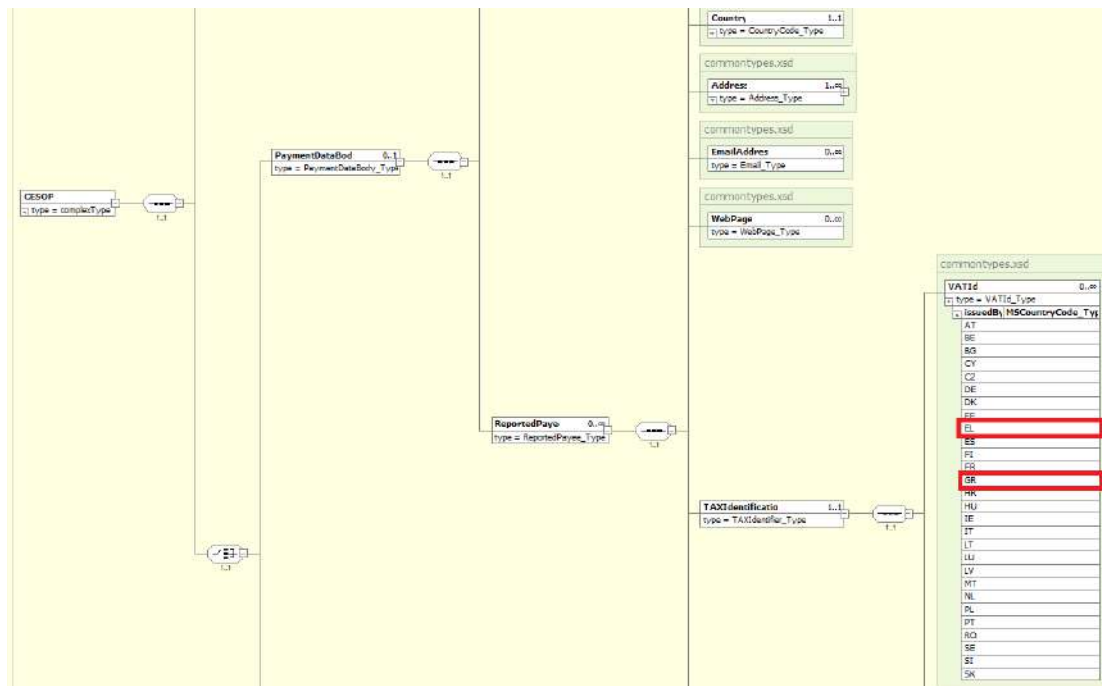 Country 1..1
type = CountryCode_Type
commontypes.xsd
Addres: 1..∞
type = Address_Type
commontypes.xsd
EmailAddres 0..∞
type = Email_Type
commontypes.xsd
WebPage 0..∞
type = WebPage_Type
PaymentDataBod 0..1
type = PaymentDataBody_Type
1..1
CESOP
type = complexType
1..1
commontypes.xsd
VATId 0..∞
type = VATId_Type
issuedBy MSCountryCode_Typ
AT
BE
BG
CY
CZ
DE
DK
EE
EL
ES
FI
FR
GR
HR
HU
IE
IT
LT
LU
LV
MT
NL
PL
PT
RO
SE
SI
SK
ReportedPaye 0..∞
type = ReportedPayee_Type
1..1
TAXIdentificatio 1..1
type = TAXIdentifier_Type
1..1
1..1